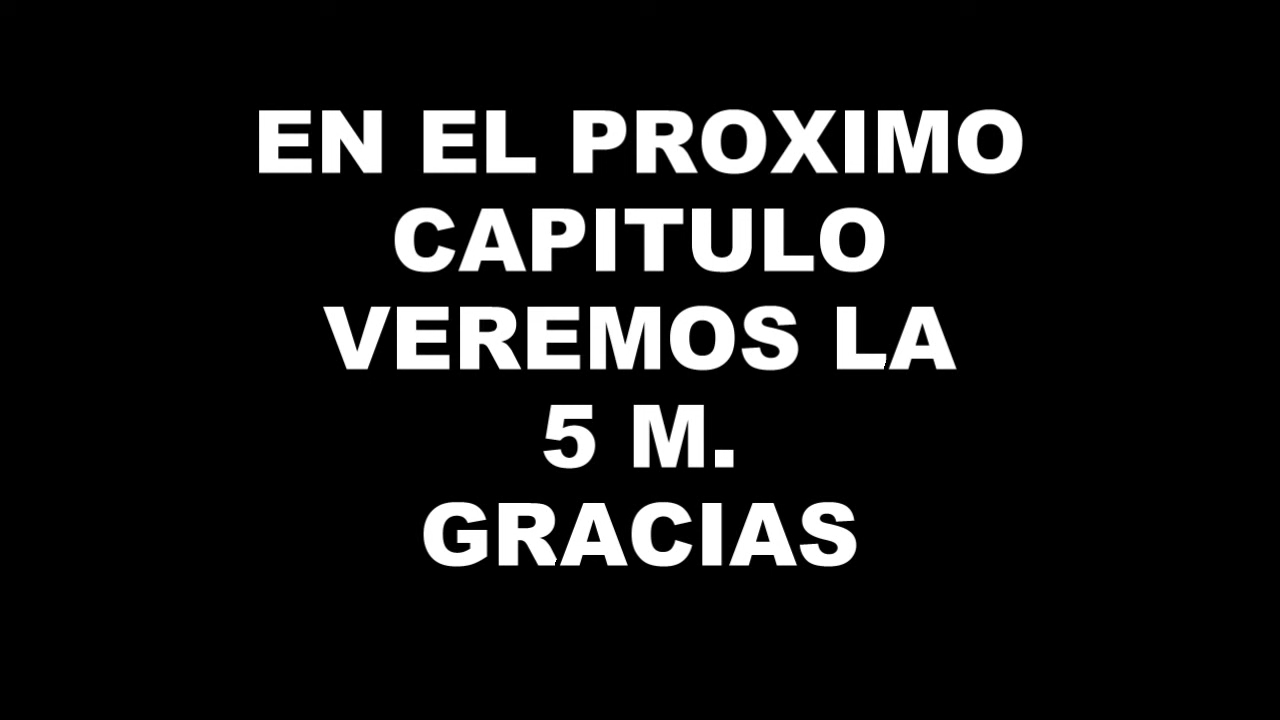 EN EL PROXIMO
CAPITULO
VEREMOS LA
5 M.
GRACIAS